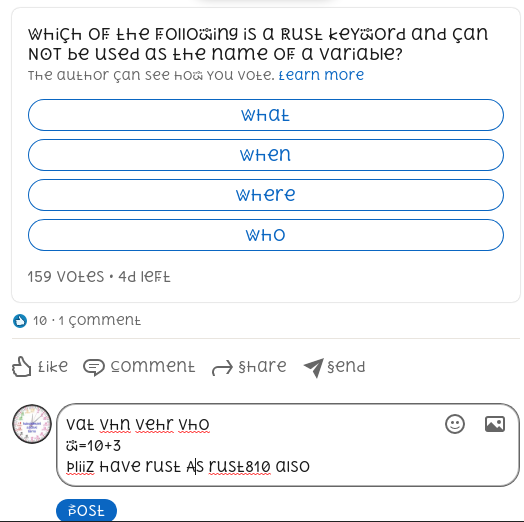 Which of the following is a Rust keyword and can
NOT be used as the name of a variable?
The author can see how you vote. Learn more
what
when
where
who
159 votes • 4d left
10 · 1 comment
Like
Comment
Share
Send
vat vhn vehr vho
w=10+3
Þliiz have rust As rust810 also
Post